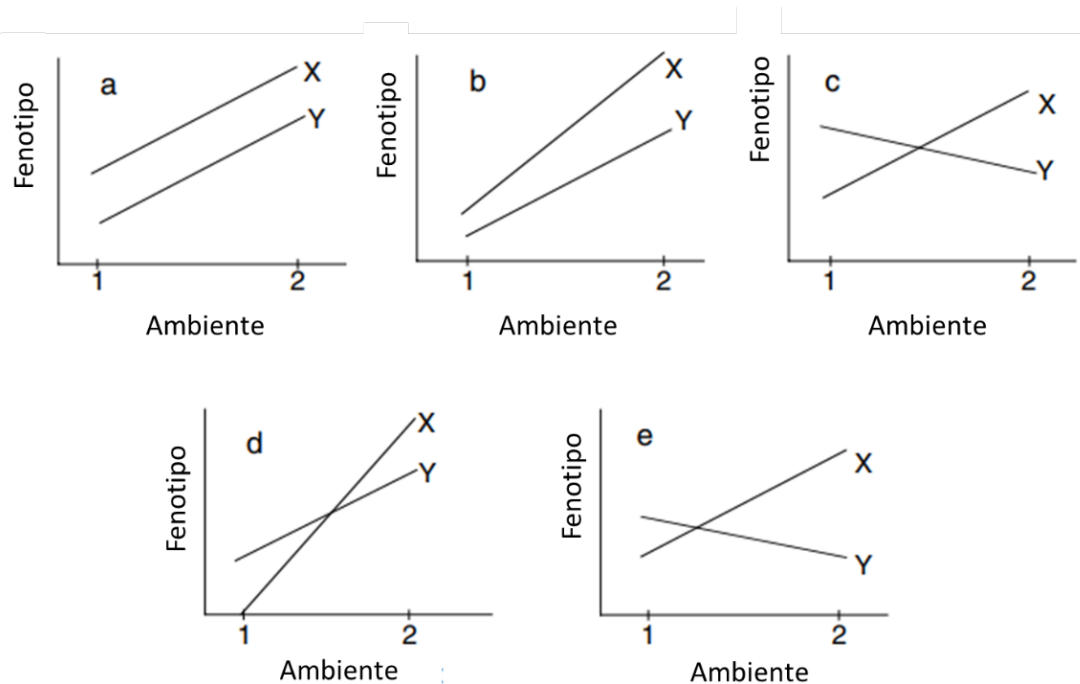 a
X
Y
Fenotipo
1
2
Ambiente
b
X
Y
Fenotipo
1
2
Ambiente
c
X
Y
Fenotipo
1
2
Ambiente
d
X
Y
Fenotipo
1
2
Ambiente
e
X
Y
Fenotipo
1
2
Ambiente